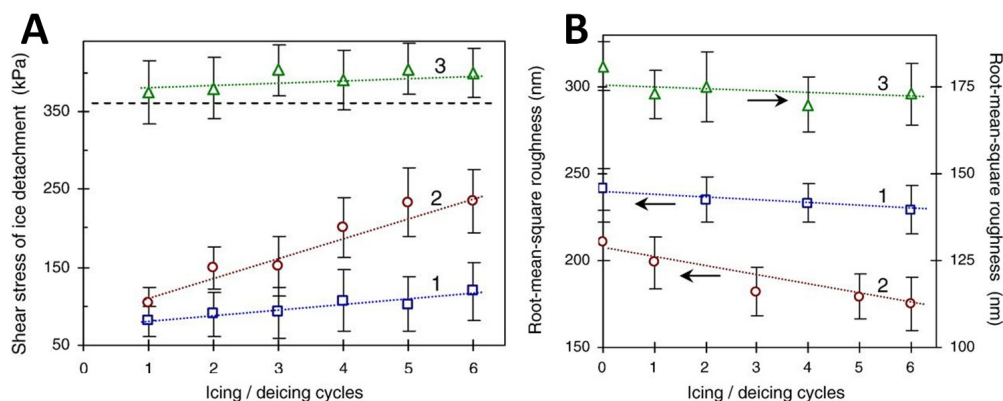 A
Shear stress of ice detachment (kPa)
350
250
150
50
3
2
1
0 1 2 3 4 5 6
Icing / deicing cycles
B
Root-mean-square roughness (nm)
300
250
200
150
3
1
2
0 1 2 3 4 5 6
Icing / deicing cycles
175
150
125
100
Root-mean-square roughness (nm)